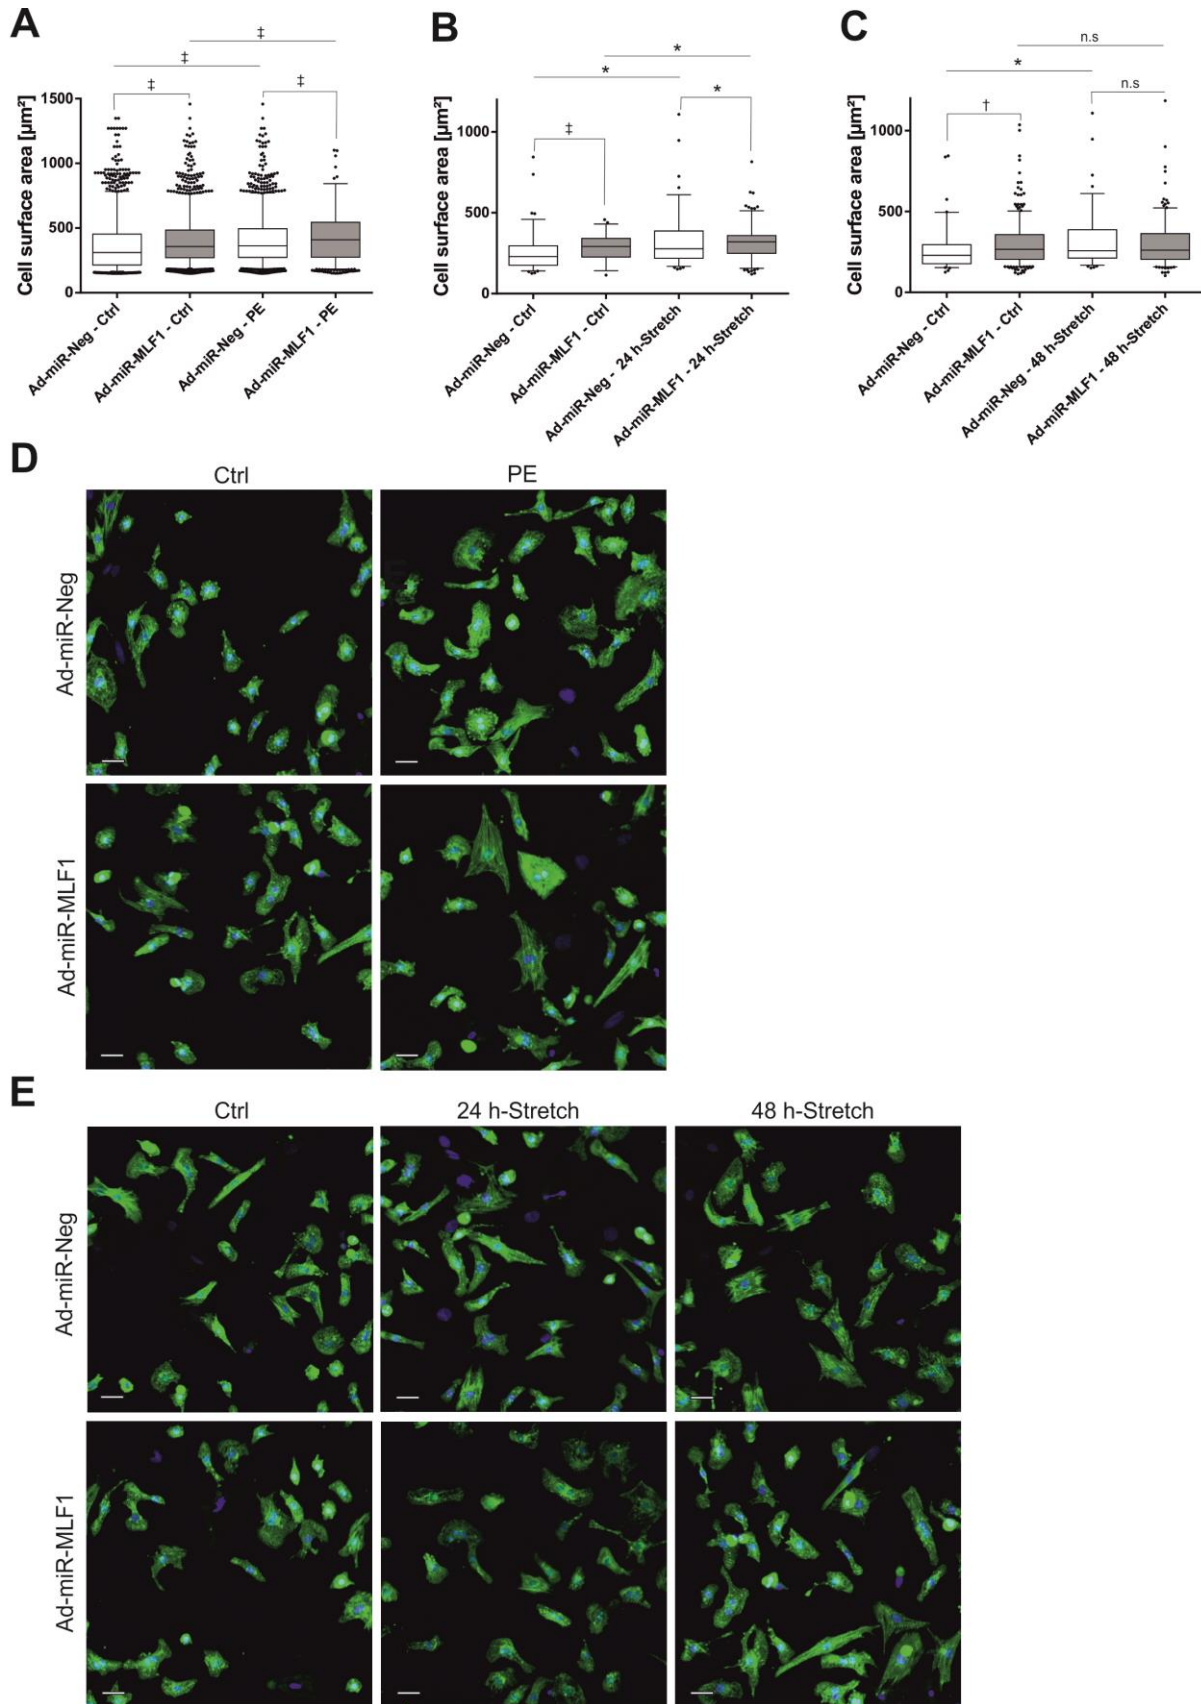 A
‡
‡
‡
‡
Cell surface area [µm²]
1500
1000
500
0
Ad-miR-Neg - Ctrl
Ad-miR-MLF1 - Ctrl
Ad-miR-Neg - PE
Ad-miR-MLF1 - PE
B
*
*
*
‡
Cell surface area [µm²]
1000
500
0
Ad-miR-Neg - Ctrl
Ad-miR-MLF1 - Ctrl
Ad-miR-Neg - 24 h-Stretch
Ad-miR-MLF1 - 24 h-Stretch
C
n.s
*
n.s
†
Cell surface area [µm²]
1000
500
0
Ad-miR-Neg - Ctrl
Ad-miR-MLF1 - Ctrl
Ad-miR-Neg - 48 h-Stretch
Ad-miR-MLF1 - 48 h-Stretch
D
Ctrl
PE
Ad-miR-Neg
Ad-miR-MLF1
E
Ctrl
24 h-Stretch
48 h-Stretch
Ad-miR-Neg
Ad-miR-MLF1